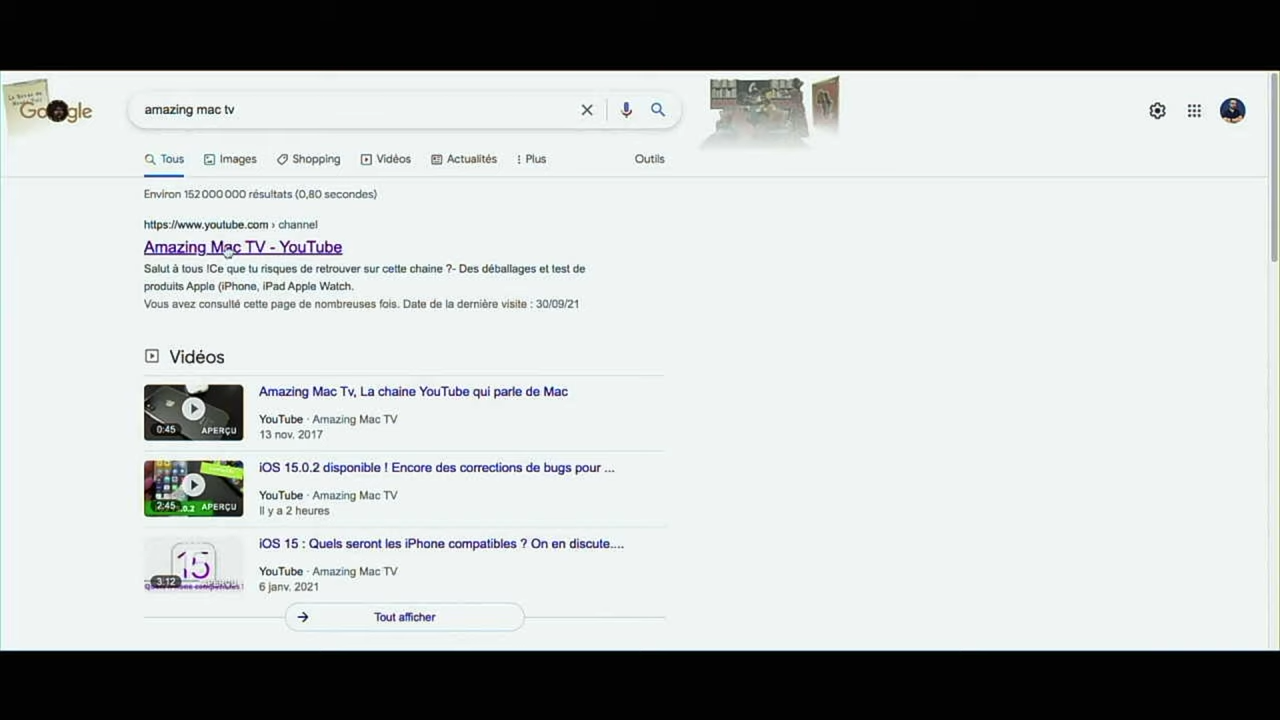 Google
amazing mac tv
Tous Images Shopping Vidéos Actualités Plus Outils
Environ 152 000 000 résultats (0,80 secondes)
https://www.youtube.com › channel
Amazing Mac TV - YouTube
Salut à tous !Ce que tu risques de retrouver sur cette chaine ?- Des déballages et test de
produits Apple (iPhone, iPad Apple Watch.
Vous avez consulté cette page de nombreuses fois. Date de la dernière visite : 30/09/21
Vidéos
Amazing Mac Tv, La chaine YouTube qui parle de Mac
YouTube · Amazing Mac TV
13 nov. 2017
0:45 APERÇU
iOS 15.0.2 disponible ! Encore des corrections de bugs pour ...
YouTube · Amazing Mac TV
Il y a 2 heures
2:45 APERÇU
iOS 15 : Quels seront les iPhone compatibles ? On en discute....
YouTube · Amazing Mac TV
6 janv. 2021
15
3:12
Tout afficher